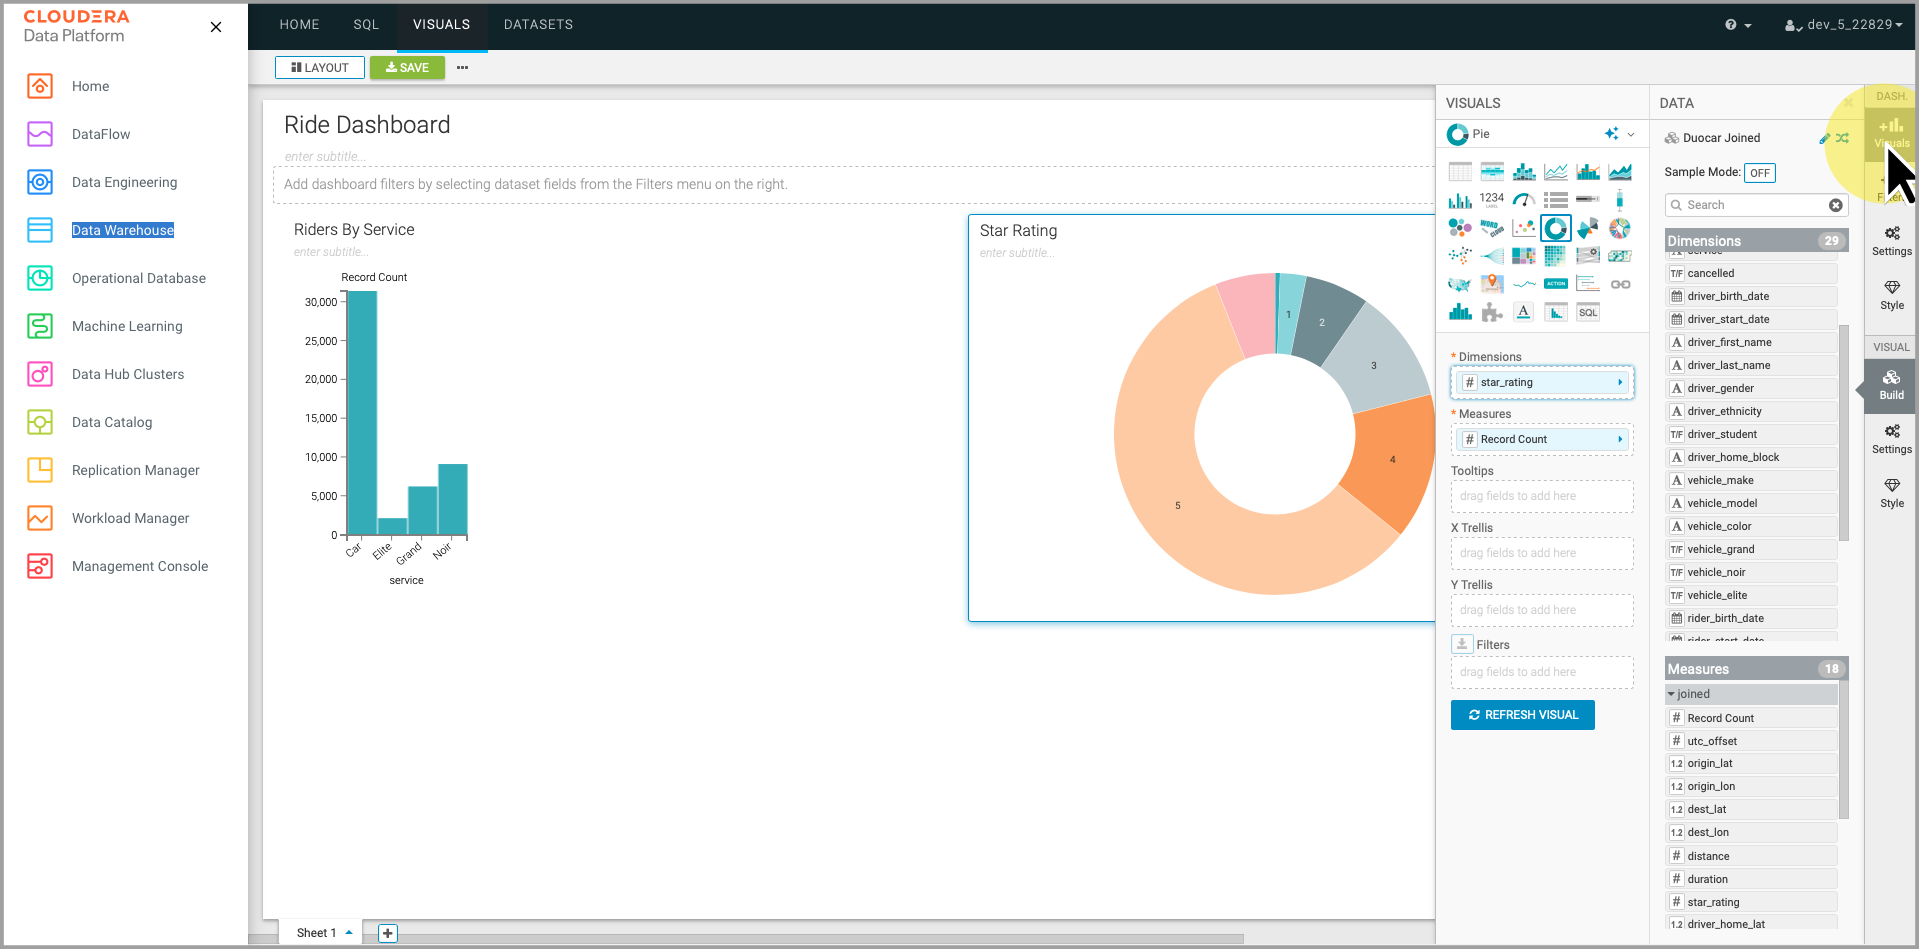 CLOUDERA
Data Platform
Home
DataFlow
Data Engineering
Data Warehouse
Operational Database
Machine Learning
Data Hub Clusters
Data Catalog
Replication Manager
Workload Manager
Management Console
HOME SQL VISUALS DATASETS
dev_5_22829
LAYOUT SAVE
Ride Dashboard
enter subtitle...
Add dashboard filters by selecting dataset fields from the Filters menu on the right.
Riders By Service
enter subtitle...
Record Count
30,000
25,000
20,000
15,000
10,000
5,000
0
Car Elite Grand Noir
service
Star Rating
enter subtitle...
1
2
3
4
5
Sheet 1
VISUALS
Pie
1234
LABEL
WORD
CLOUD
ACTION
A
SQL
* Dimensions
# star_rating
* Measures
# Record Count
Tooltips
drag fields to add here
X Trellis
drag fields to add here
Y Trellis
drag fields to add here
Filters
drag fields to add here
REFRESH VISUAL
DATA
Duocar Joined
Sample Mode: OFF
Search
Dimensions 29
A service
T/F cancelled
driver_birth_date
driver_start_date
A driver_first_name
A driver_last_name
A driver_gender
A driver_ethnicity
T/F driver_student
A driver_home_block
A vehicle_make
A vehicle_model
A vehicle_color
T/F vehicle_grand
T/F vehicle_noir
T/F vehicle_elite
rider_birth_date
rider_start_date
Measures 18
joined
# Record Count
# utc_offset
1.2 origin_lat
1.2 origin_lon
1.2 dest_lat
1.2 dest_lon
# distance
# duration
# star_rating
1.2 driver_home_lat
DASH.
Visuals
Settings
Style
VISUAL
Build
Settings
Style